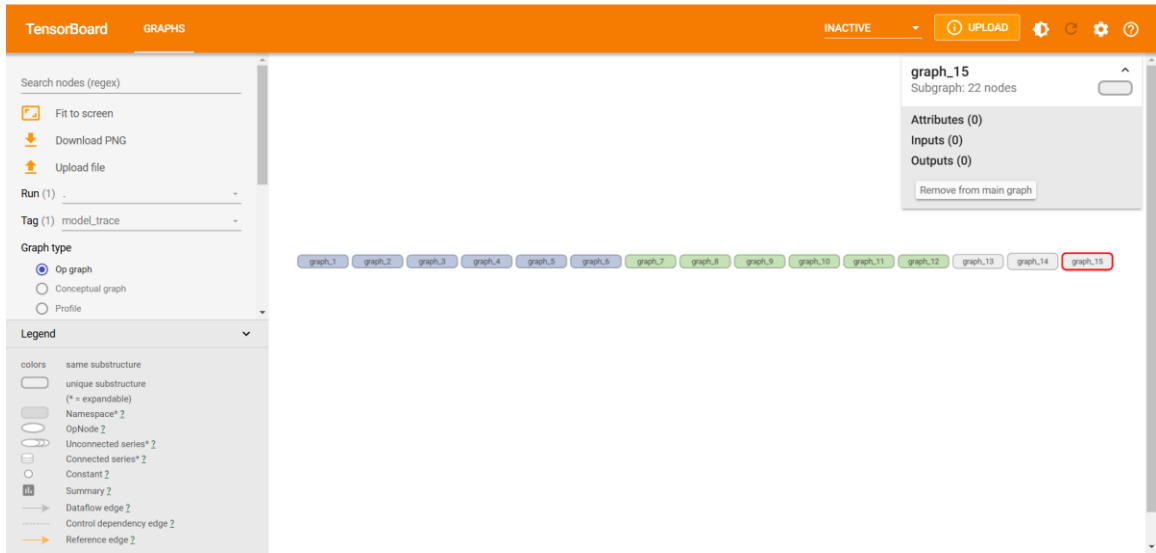 TensorBoard GRAPHS INACTIVE UPLOAD
Search nodes (regex)
Fit to screen
Download PNG
Upload file
Run (1) .
Tag (1) model_trace
Graph type
Op graph
Conceptual graph
Profile
Legend
colors same substructure
unique substructure
(* = expandable)
Namespace* ?
OpNode ?
Unconnected series* ?
Connected series* ?
Constant ?
Summary ?
Dataflow edge ?
Control dependency edge ?
Reference edge ?
graph_1 graph_2 graph_3 graph_4 graph_5 graph_6 graph_7 graph_8 graph_9 graph_10 graph_11 graph_12 graph_13 graph_14 graph_15
graph_15
Subgraph: 22 nodes
Attributes (0)
Inputs (0)
Outputs (0)
Remove from main graph